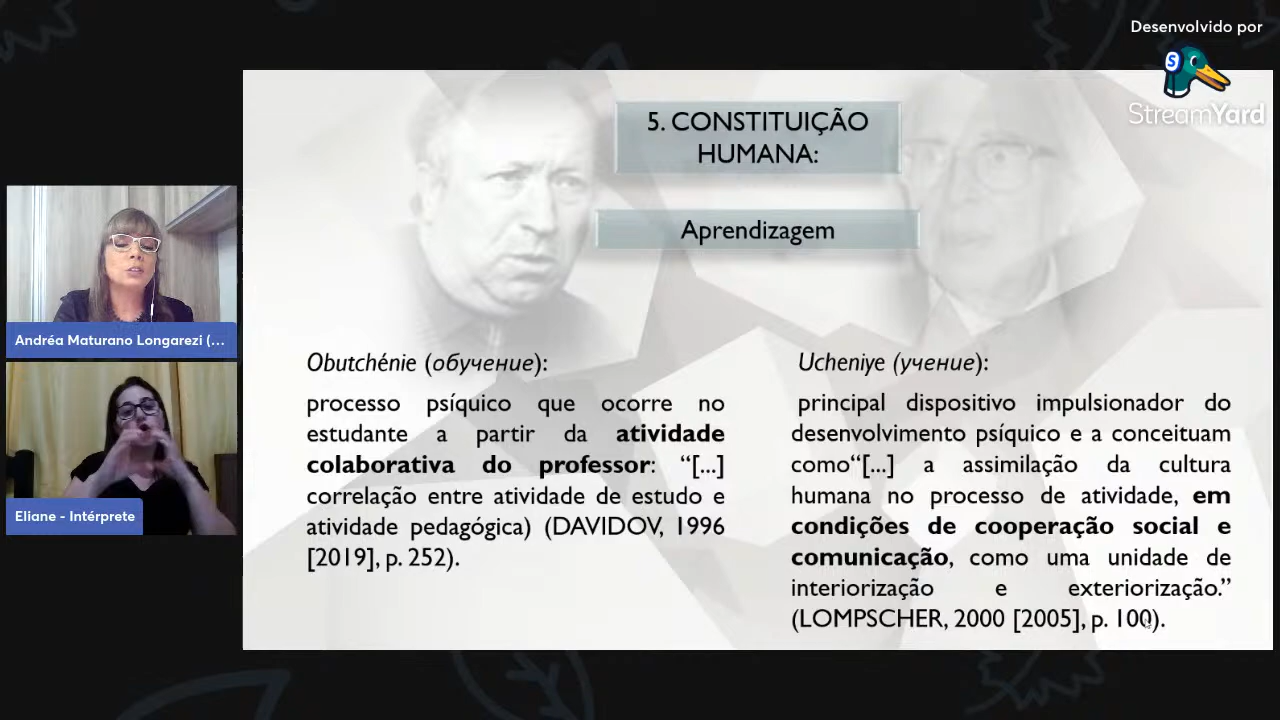 Desenvolvido por
StreamYard
5. CONSTITUIÇÃO
HUMANA:
Aprendizagem
Obutchénie (обучение):
processo psíquico que ocorre no
estudante a partir da atividade
colaborativa do professor: “[...]
correlação entre atividade de estudo e
atividade pedagógica) (DAVIDOV, 1996
[2019], p. 252).
Ucheniye (учение):
principal dispositivo impulsionador do
desenvolvimento psíquico e a conceituam
como“[...] a assimilação da cultura
humana no processo de atividade, em
condições de cooperação social e
comunicação, como uma unidade de
interiorização e exteriorização.”
(LOMPSCHER, 2000 [2005], p. 100).
Andréa Maturano Longarezi (...
Eliane - Intérprete